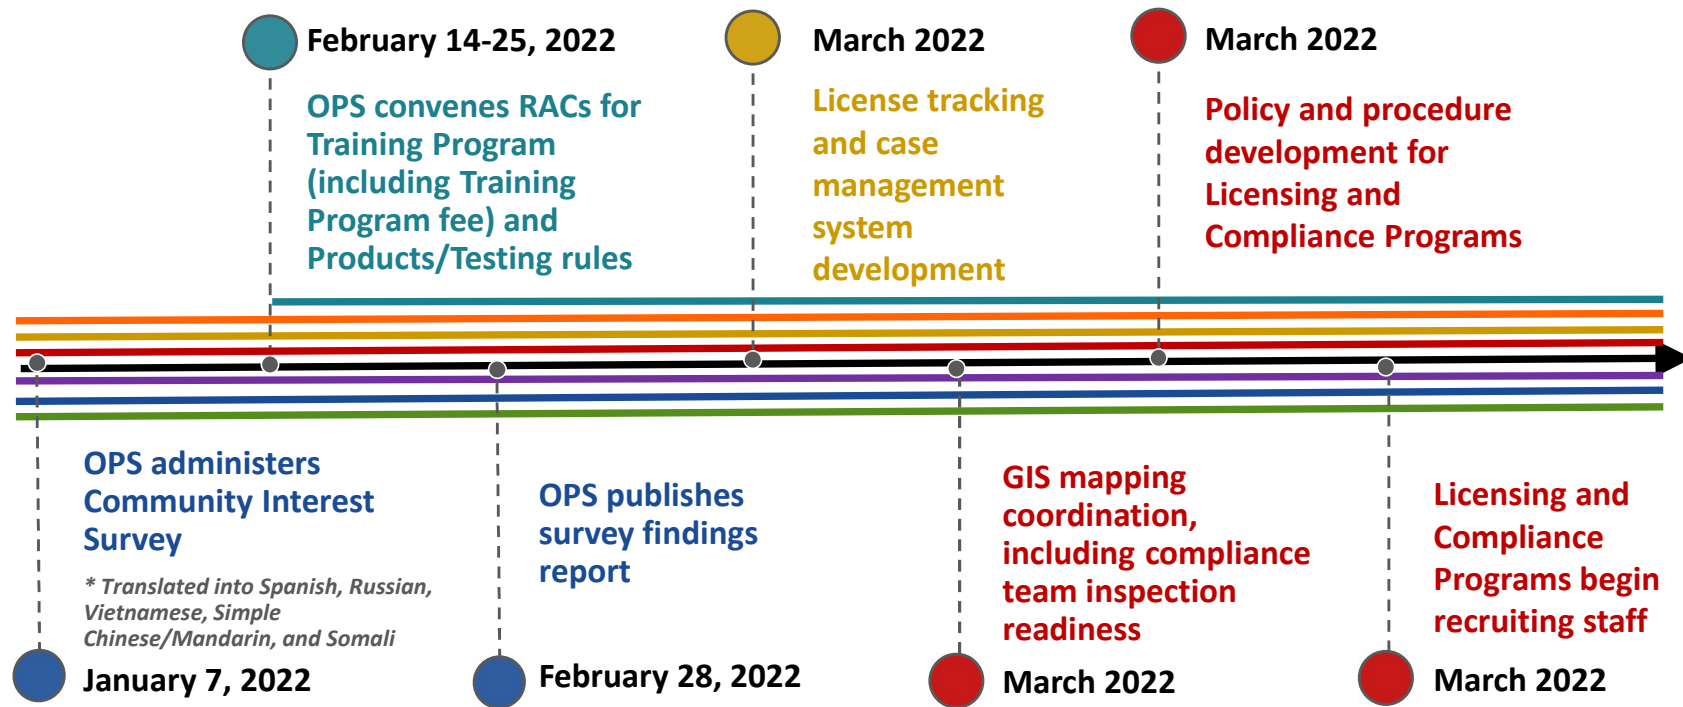 February 14-25, 2022
OPS convenes RACs for
Training Program
(including Training
Program fee) and
Products/Testing rules
March 2022
License tracking
and case
management
system
development
March 2022
Policy and procedure
development for
Licensing and
Compliance Programs
OPS administers
Community Interest
Survey
* Translated into Spanish, Russian,
Vietnamese, Simple
Chinese/Mandarin, and Somali
January 7, 2022
OPS publishes
survey findings
report
February 28, 2022
GIS mapping
coordination,
including compliance
team inspection
readiness
March 2022
Licensing and
Compliance
Programs begin
recruiting staff
March 2022